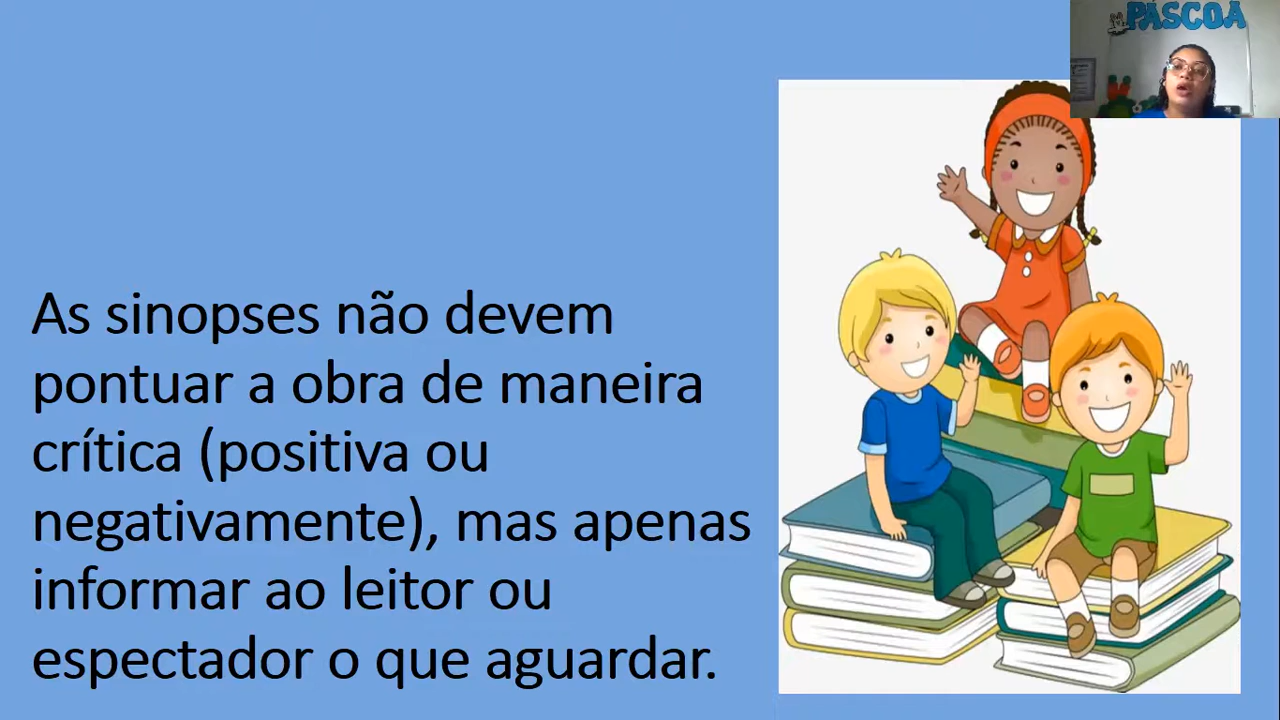 PÁSCOA
As sinopses não devem
pontuar a obra de maneira
crítica (positiva ou
negativamente), mas apenas
informar ao leitor ou
espectador o que aguardar.